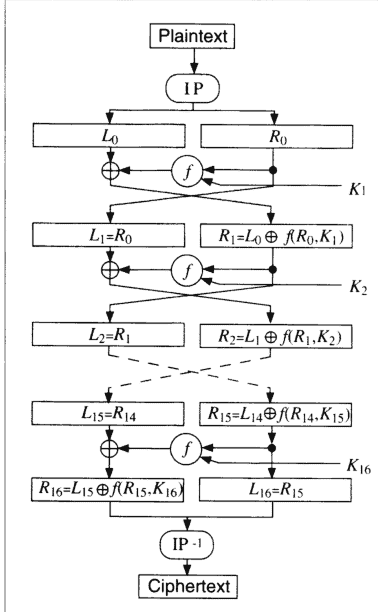 Plaintext
IP
L₀ R₀
f
K₁
L₁=R₀ R₁=L₀ ⊕ f(R₀,K₁)
f
K₂
L₂=R₁ R₂=L₁ ⊕ f(R₁,K₂)
L₁₅=R₁₄ R₁₅=L₁₄⊕f(R₁₄,K₁₅)
f
K₁₆
R₁₆=L₁₅⊕f(R₁₅,K₁₆) L₁₆=R₁₅
IP⁻¹
Ciphertext